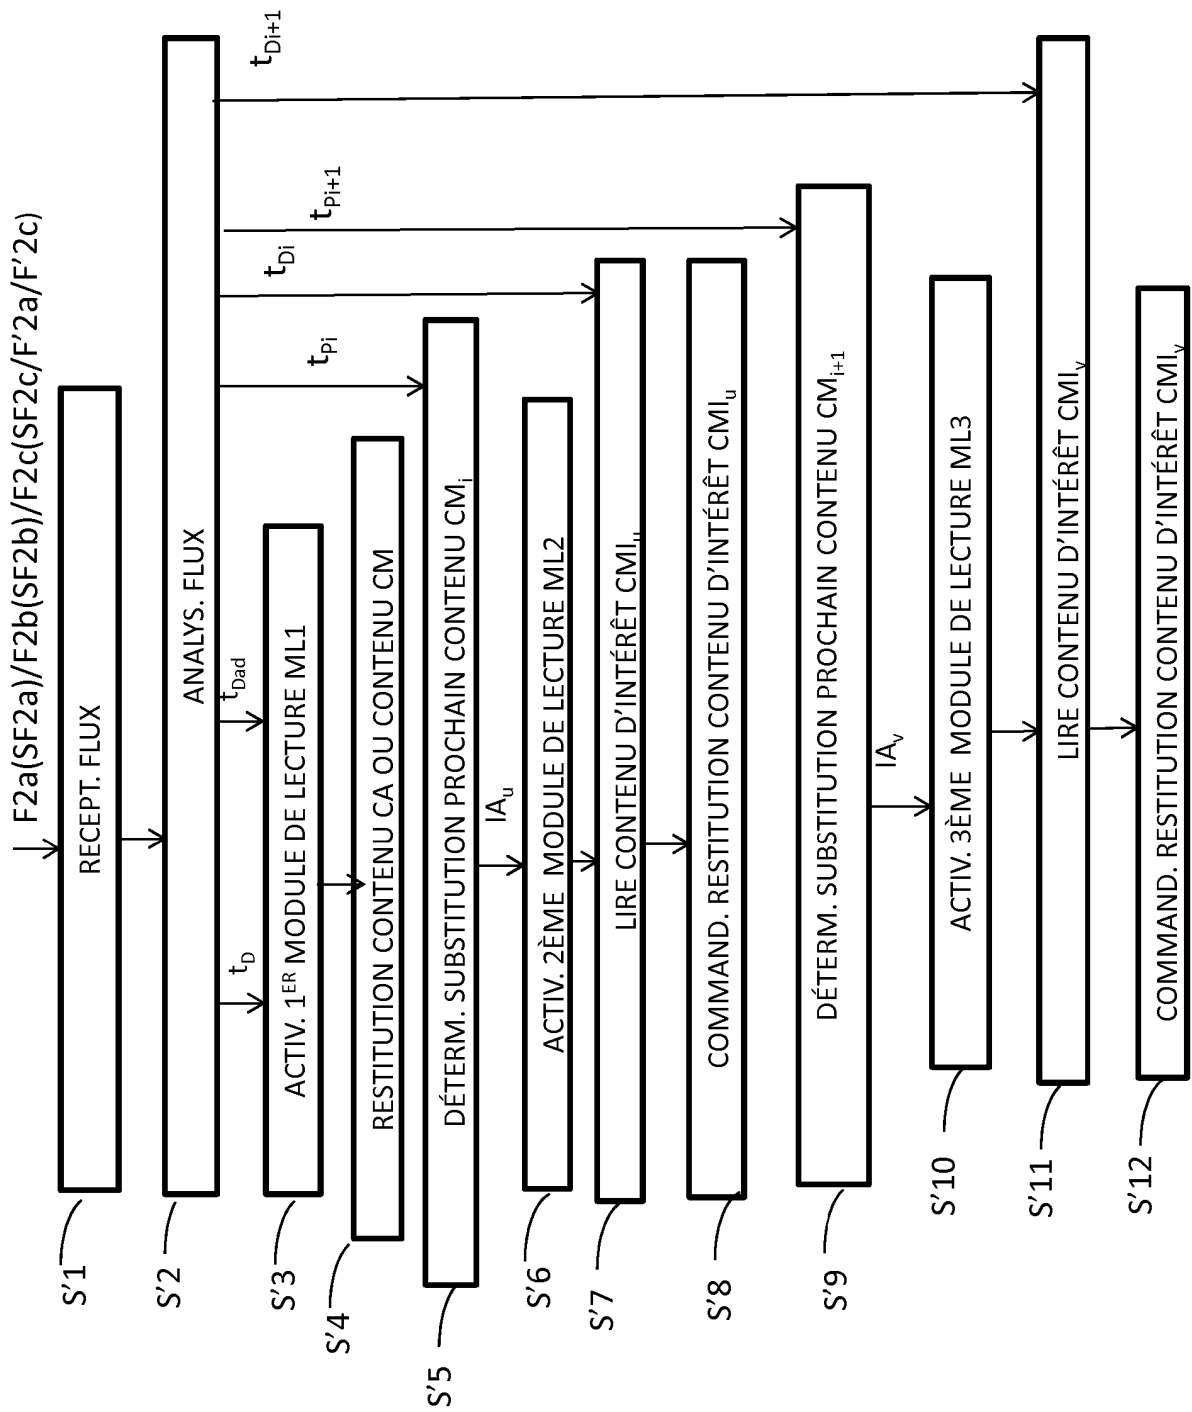 F2a(SF2a)/F2b(SF2b)/F2c(SF2c/F'2a/F'2c)
S'1
RECEPT. FLUX
S'2
ANALYS. FLUX
t_D
t_Dad
t_Pi
t_Di
t_Pi+1
t_Di+1
S'3
ACTIV. 1^ER MODULE DE LECTURE ML1
S'4
RESTITUTION CONTENU CA OU CONTENU CM
S'5
DÉTERM. SUBSTITUTION PROCHAIN CONTENU CM_i
IA_u
S'6
ACTIV. 2ÈME MODULE DE LECTURE ML2
S'7
LIRE CONTENU D'INTÉRÊT CMI_u
S'8
COMMAND. RESTITUTION CONTENU D'INTÉRÊT CMI_u
S'9
DÉTERM. SUBSTITUTION PROCHAIN CONTENU CM_i+1
IA_v
S'10
ACTIV. 3ÈME MODULE DE LECTURE ML3
S'11
LIRE CONTENU D'INTÉRÊT CMI_v
S'12
COMMAND. RESTITUTION CONTENU D'INTÉRÊT CMI_v